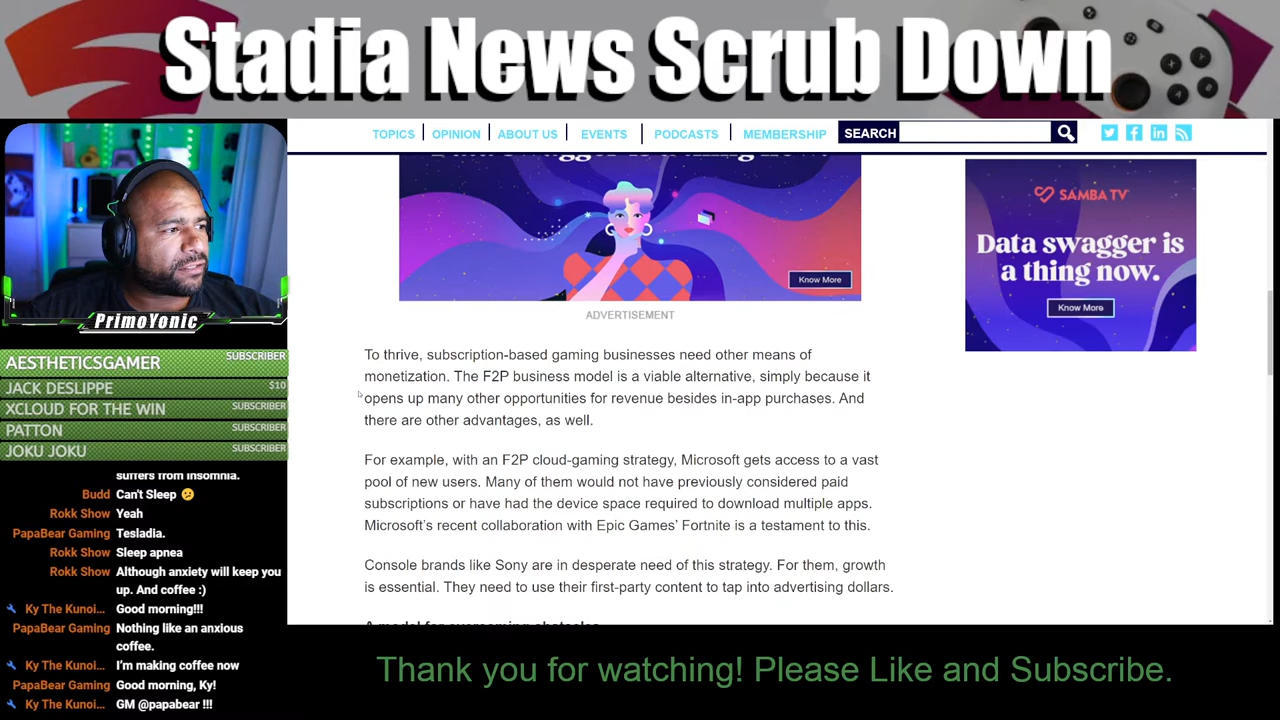 Stadia News Scrub Down
TOPICS
OPINION
ABOUT US
EVENTS
PODCASTS
MEMBERSHIP
SEARCH
Know More
ADVERTISEMENT
SAMBA TV
Data swagger is
a thing now.
Know More
To thrive, subscription-based gaming businesses need other means of
monetization. The F2P business model is a viable alternative, simply because it
opens up many other opportunities for revenue besides in-app purchases. And
there are other advantages, as well.
For example, with an F2P cloud-gaming strategy, Microsoft gets access to a vast
pool of new users. Many of them would not have previously considered paid
subscriptions or have had the device space required to download multiple apps.
Microsoft's recent collaboration with Epic Games' Fortnite is a testament to this.
Console brands like Sony are in desperate need of this strategy. For them, growth
is essential. They need to use their first-party content to tap into advertising dollars.
PrimoYonic
AESTHETICSGAMER SUBSCRIBER
JACK DESLIPPE $10
XCLOUD FOR THE WIN SUBSCRIBER
PATTON SUBSCRIBER
JOKU JOKU SUBSCRIBER
suffers from insomnia.
Budd Can't Sleep 😕
Rokk Show Yeah
PapaBear Gaming Tesladia.
Rokk Show Sleep apnea
Rokk Show Although anxiety will keep you
up. And coffee :)
Ky The Kunoi... Good morning!!!
PapaBear Gaming Nothing like an anxious
coffee.
Ky The Kunoi... I'm making coffee now
PapaBear Gaming Good morning, Ky!
Ky The Kunoi... GM @papabear !!!
Thank you for watching! Please Like and Subscribe.